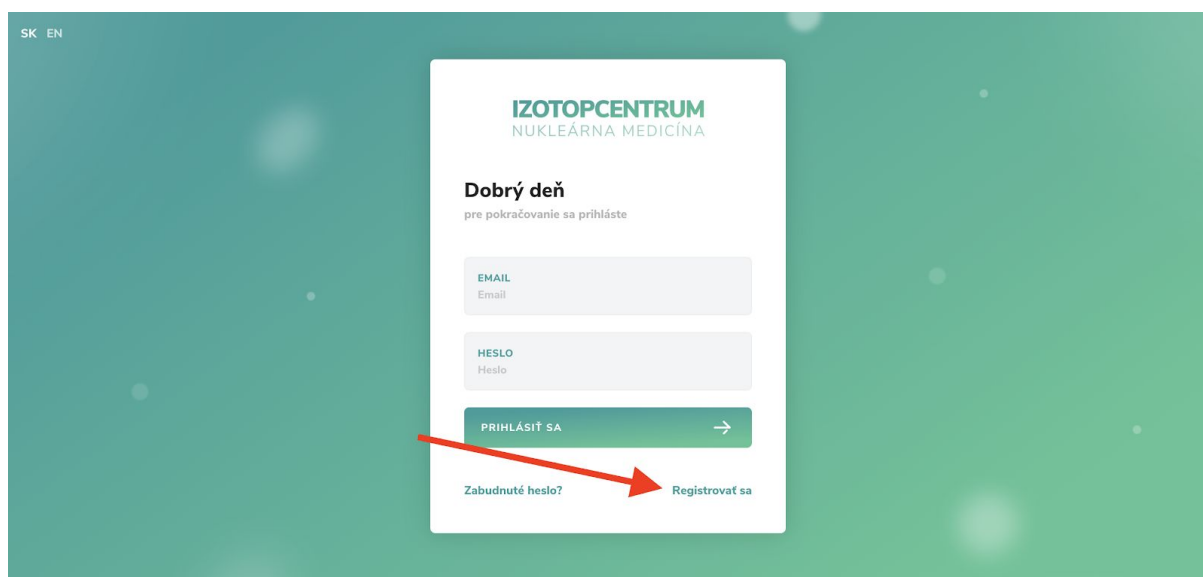 SK EN
IZOTOPCENTRUM
NUKLEÁRNA MEDICÍNA
Dobrý deň
pre pokračovanie sa prihláste
EMAIL
Email
HESLO
Heslo
PRIHLÁSIŤ SA
Zabudnuté heslo? Registrovať sa